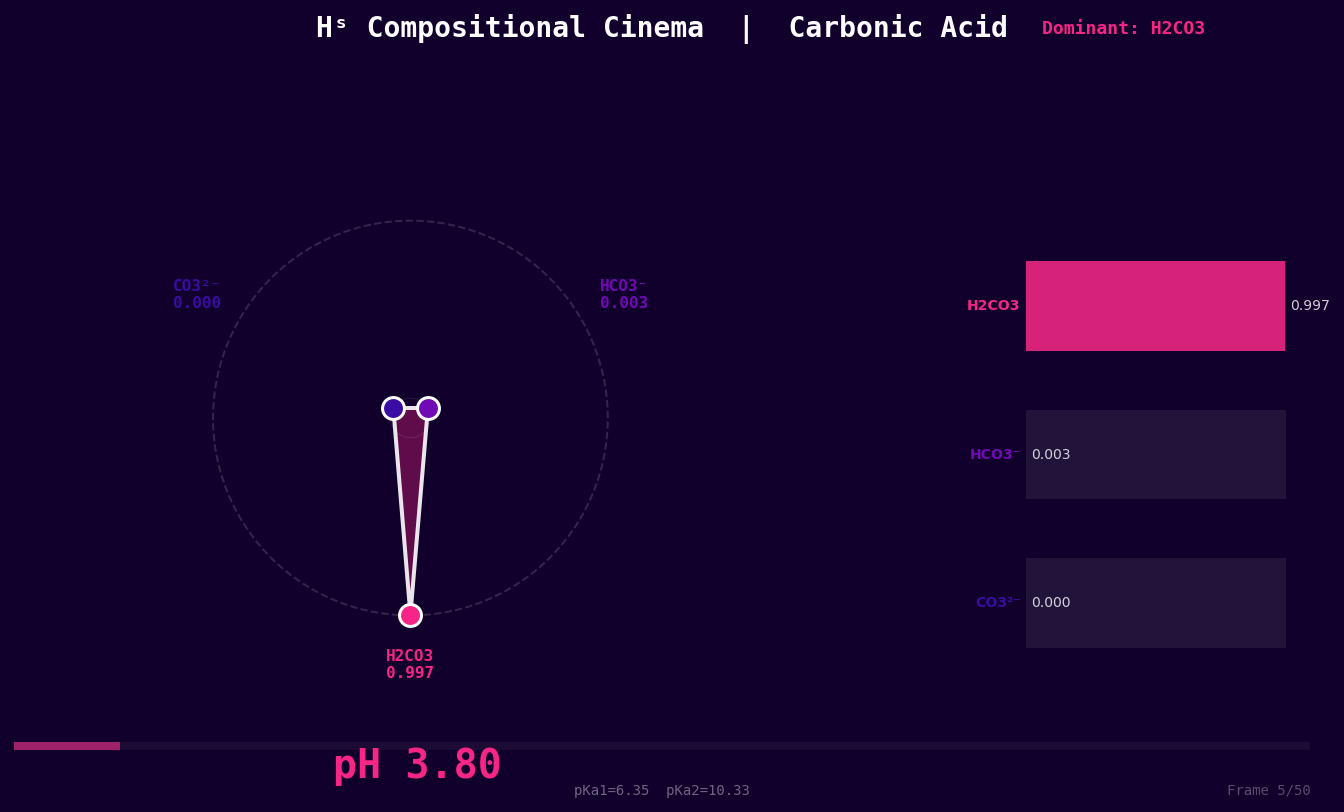 Hˢ Compositional Cinema | Carbonic Acid
Dominant: H2CO3
CO3²⁻
0.000
HCO3⁻
0.003
H2CO3
0.997
H2CO3
0.997
HCO3⁻
0.003
CO3²⁻
0.000
pH 3.80
pKa1=6.35 pKa2=10.33
Frame 5/50